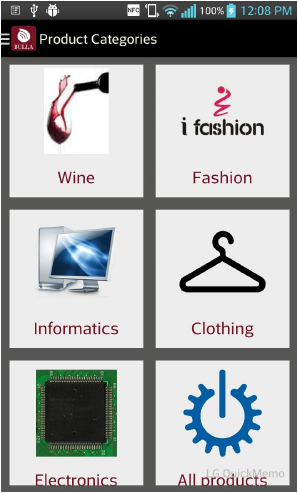 NFC 100% 12:08 PM
BULLA Product Categories
Wine
i fashion
Fashion
Informatics
Clothing
Electronics
All products
LG QuickMemo